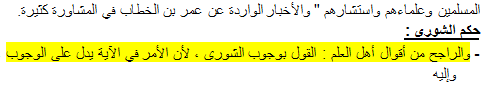 المسلمين وعلماءهم واستشارهم " والأخبار الواردة عن عمر بن الخطاب في المشاورة كثيرة.
حكم الشورى :
- والراجح من أقوال أهل العلم : القول بوجوب الشورى ، لأن الأمر في الآية يدل على الوجوب
وإليه